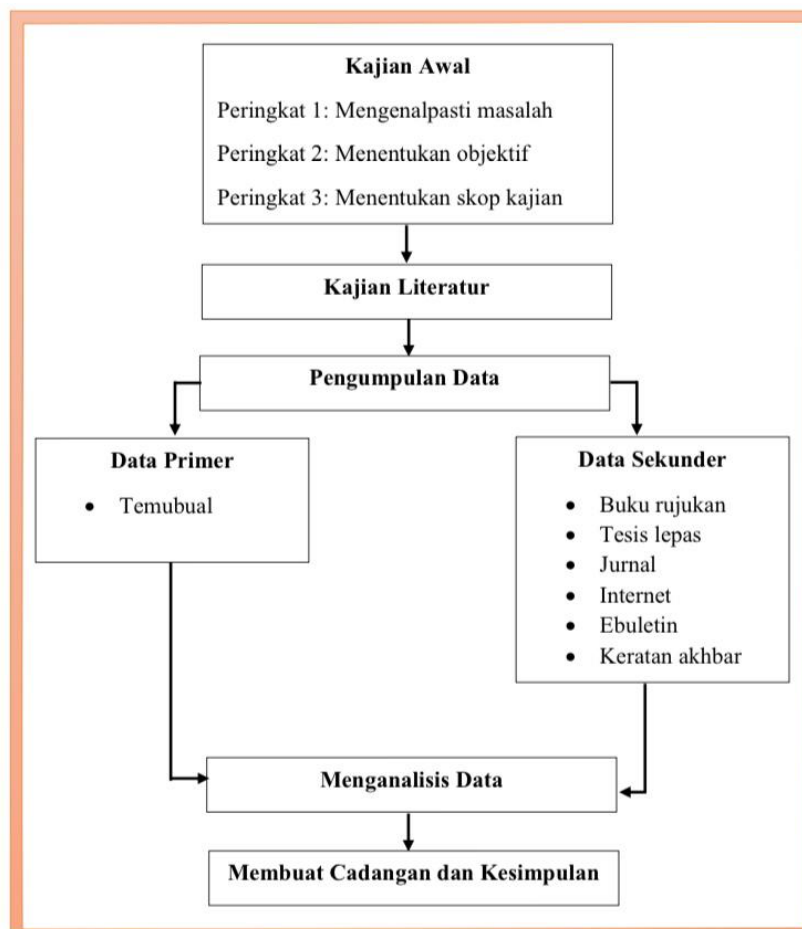 Kajian Awal
Peringkat 1: Mengenalpasti masalah
Peringkat 2: Menentukan objektif
Peringkat 3: Menentukan skop kajian
Kajian Literatur
Pengumpulan Data
Data Primer
• Temubual
Data Sekunder
• Buku rujukan
• Tesis lepas
• Jurnal
• Internet
• Ebuletin
• Keratan akhbar
Menganalisis Data
Membuat Cadangan dan Kesimpulan